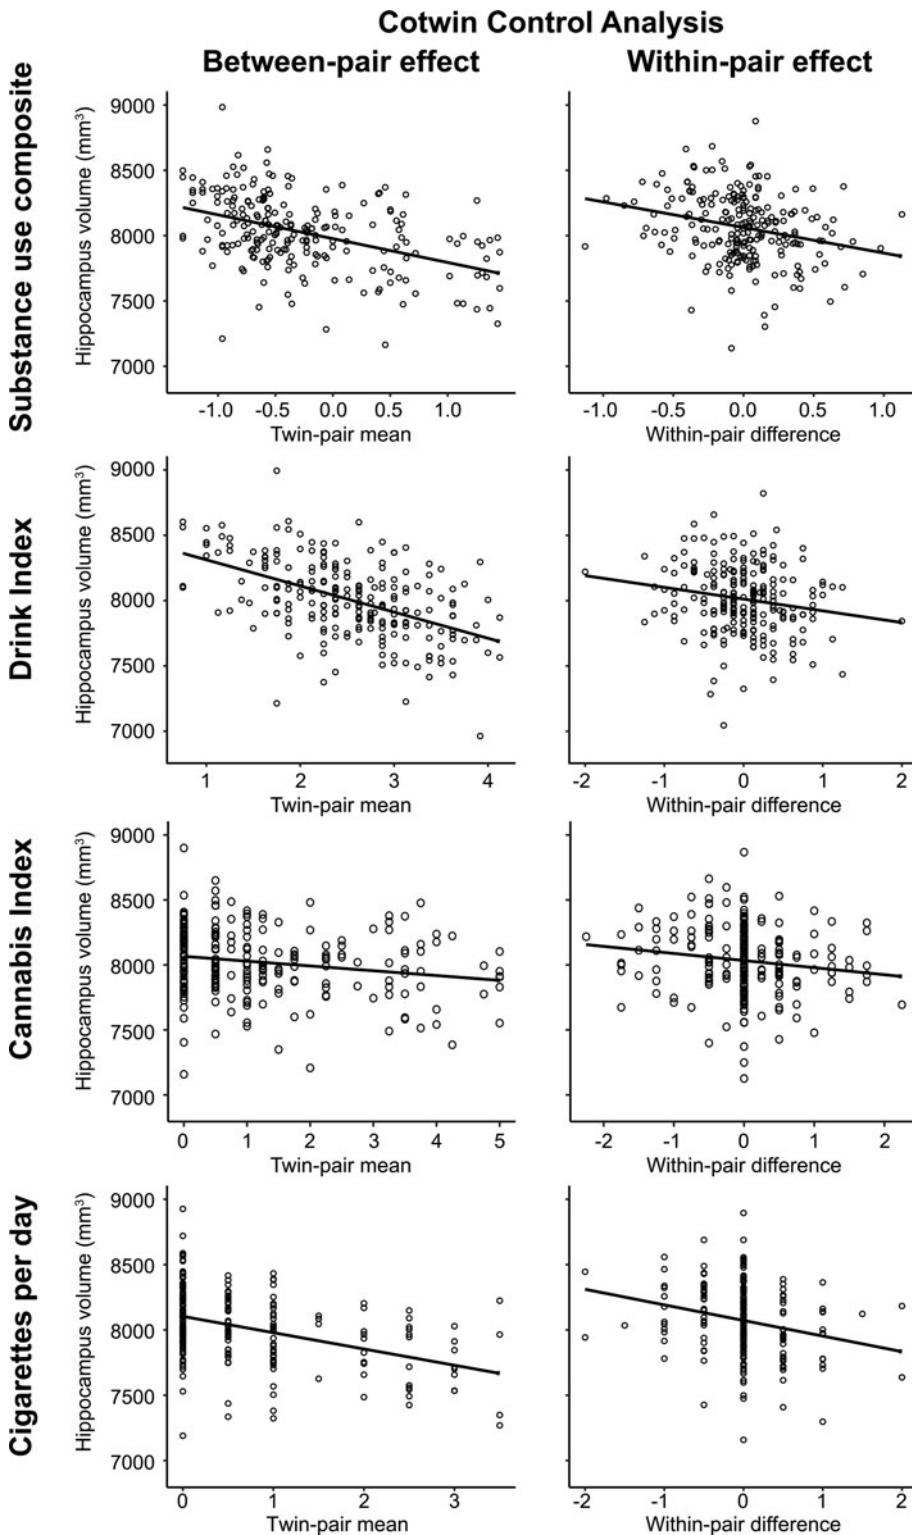 Cotwin Control Analysis
Between-pair effect
Within-pair effect
Substance use composite
Hippocampus volume (mm³)
9000
8500
8000
7500
7000
-1.0 -0.5 0.0 0.5 1.0
Twin-pair mean
-1.0 -0.5 0.0 0.5 1.0
Within-pair difference
Drink Index
Hippocampus volume (mm³)
9000
8500
8000
7500
7000
1 2 3 4
Twin-pair mean
-2 -1 0 1 2
Within-pair difference
Cannabis Index
Hippocampus volume (mm³)
9000
8500
8000
7500
7000
0 1 2 3 4 5
Twin-pair mean
-2 -1 0 1 2
Within-pair difference
Cigarettes per day
Hippocampus volume (mm³)
9000
8500
8000
7500
7000
0 1 2 3
Twin-pair mean
-2 -1 0 1 2
Within-pair difference